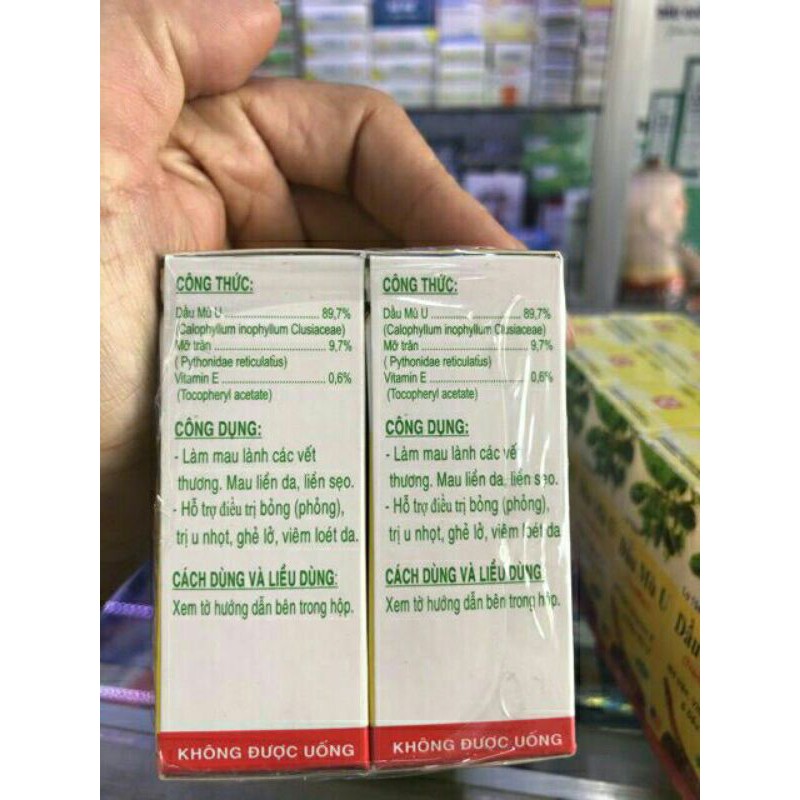 CÔNG THỨC:
Dầu Mù U ........................ 89,7%
(Calophyllum inophyllum Clusiaceae)
Mỡ trăn ........................... 9,7%
( Pythonidae reticulatus)
Vitamin E ........................ 0,6%
(Tocopheryl acetate)
CÔNG DỤNG:
- Làm mau lành các vết
thương. Mau liền da, liền sẹo.
- Hỗ trợ điều trị bỏng (phỏng),
trị u nhọt, ghẻ lở, viêm loét da.
CÁCH DÙNG VÀ LIỀU DÙNG:
Xem tờ hướng dẫn bên trong hộp.
KHÔNG ĐƯỢC UỐNG
CÔNG THỨC:
Dầu Mù U ........................ 89,7%
(Calophyllum inophyllum Clusiaceae)
Mỡ trăn ........................... 9,7%
( Pythonidae reticulatus)
Vitamin E ........................ 0,6%
(Tocopheryl acetate)
CÔNG DỤNG:
- Làm mau lành các vết
thương. Mau liền da, liền sẹo.
- Hỗ trợ điều trị bỏng (phỏng),
trị u nhọt, ghẻ lở, viêm loét da
CÁCH DÙNG VÀ LIỀU DÙNG
Xem tờ hướng dẫn bên trong hộp.
KHÔNG ĐƯỢC UỐNG
Dầu Mù U
Dầu